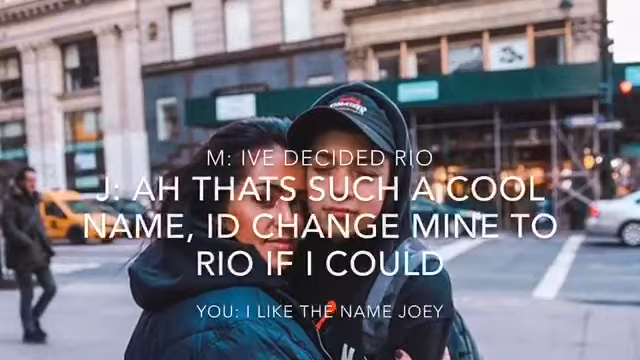 M: IVE DECIDED RIO
J: AH THATS SUCH A COOL
NAME, ID CHANGE MINE TO
RIO IF I COULD
YOU: I LIKE THE NAME JOEY